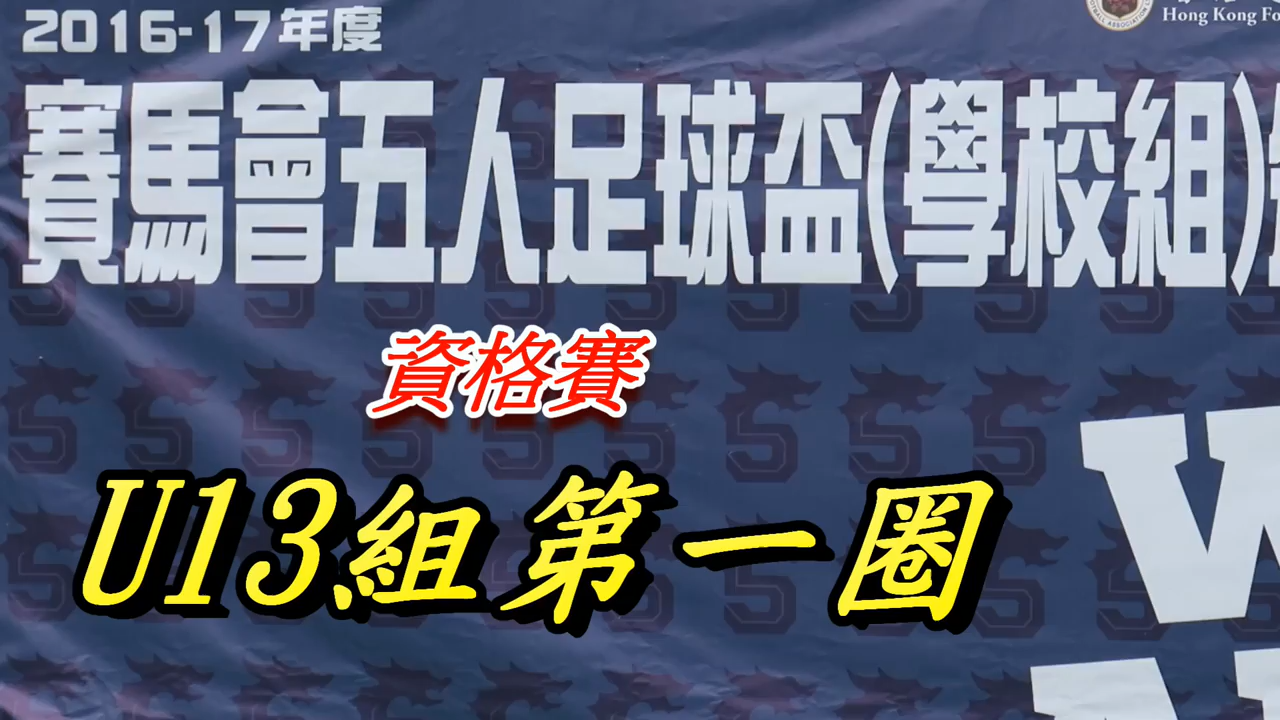 2016-17年度
Hong Kong Fo
賽馬會五人足球盃(學校組)
資格賽
U13組第一圈
W